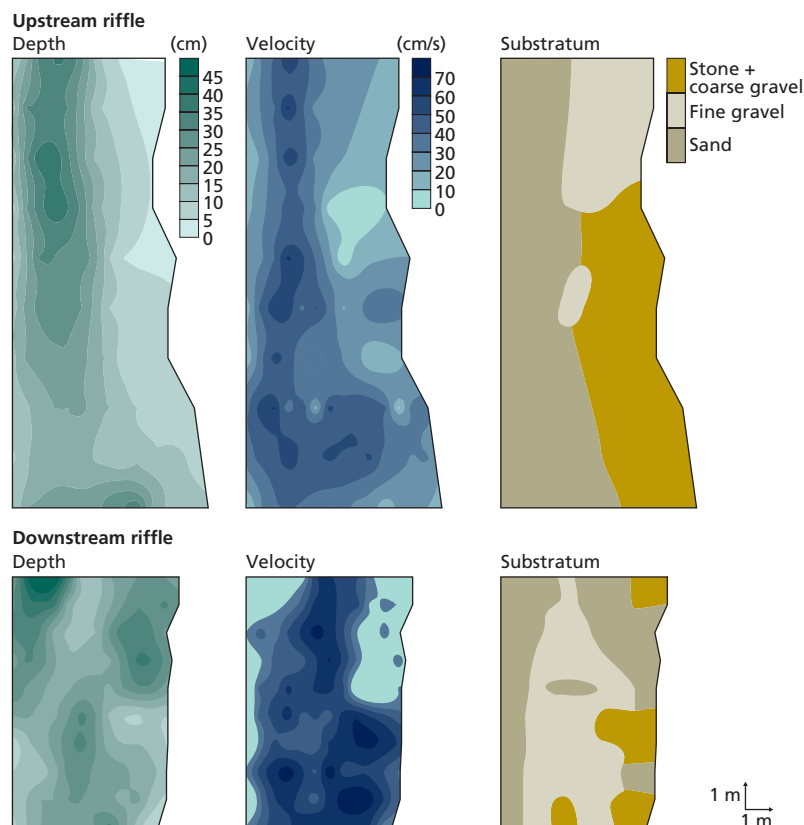 Upstream riffle
Depth (cm)
45
40
35
30
25
20
15
10
5
0
Velocity (cm/s)
70
60
50
40
30
20
10
0
Substratum
Stone +
coarse gravel
Fine gravel
Sand
Downstream riffle
Depth
Velocity
Substratum
1 m
1 m